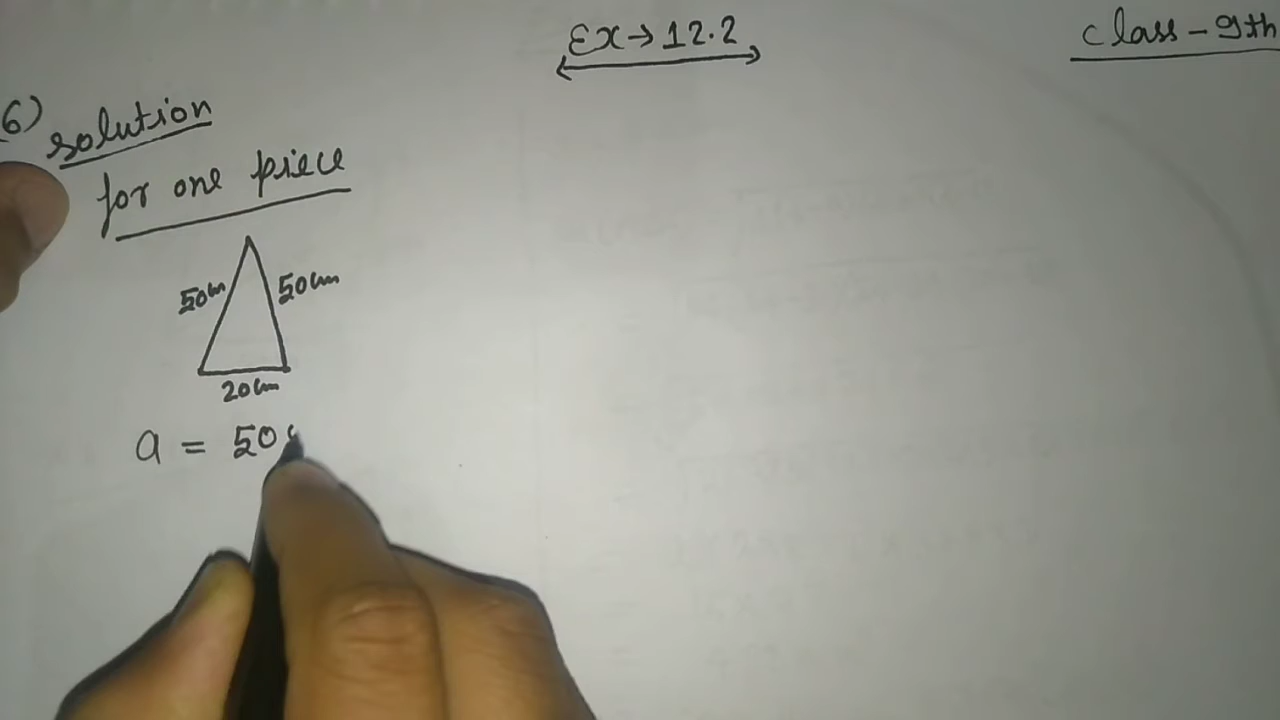 Ex→12.2
class-9th
6)
solution
for one piece
50cm
50cm
20cm
a = 50